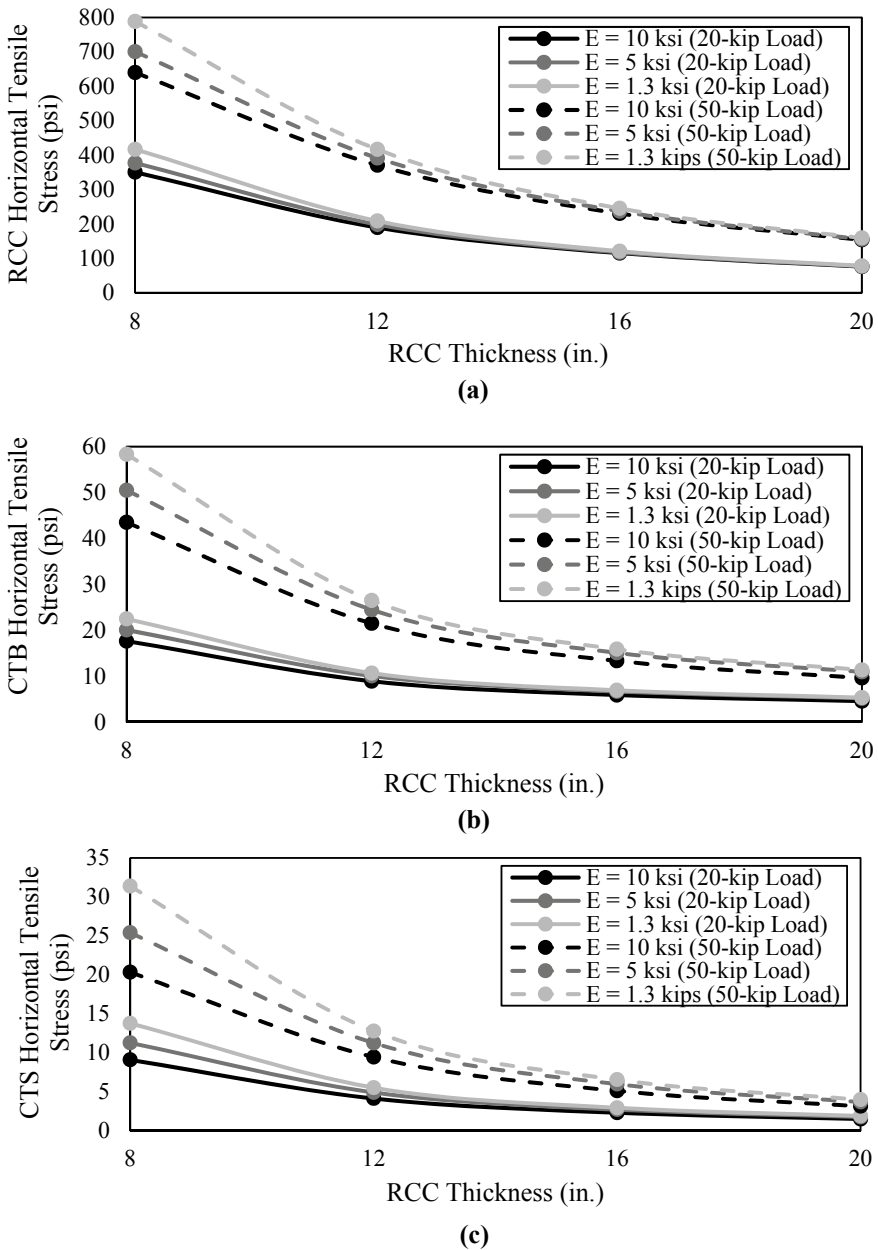 RCC Horizontal Tensile
Stress (psi)
800
700
600
500
400
300
200
100
0
E = 10 ksi (20-kip Load)
E = 5 ksi (20-kip Load)
E = 1.3 ksi (20-kip Load)
E = 10 ksi (50-kip Load)
E = 5 ksi (50-kip Load)
E = 1.3 kips (50-kip Load)
8 12 16 20
RCC Thickness (in.)
(a)
CTB Horizontal Tensile
Stress (psi)
60
50
40
30
20
10
0
E = 10 ksi (20-kip Load)
E = 5 ksi (20-kip Load)
E = 1.3 ksi (20-kip Load)
E = 10 ksi (50-kip Load)
E = 5 ksi (50-kip Load)
E = 1.3 kips (50-kip Load)
8 12 16 20
RCC Thickness (in.)
(b)
CTS Horizontal Tensile
Stress (psi)
35
30
25
20
15
10
5
0
E = 10 ksi (20-kip Load)
E = 5 ksi (20-kip Load)
E = 1.3 ksi (20-kip Load)
E = 10 ksi (50-kip Load)
E = 5 ksi (50-kip Load)
E = 1.3 kips (50-kip Load)
8 12 16 20
RCC Thickness (in.)
(c)